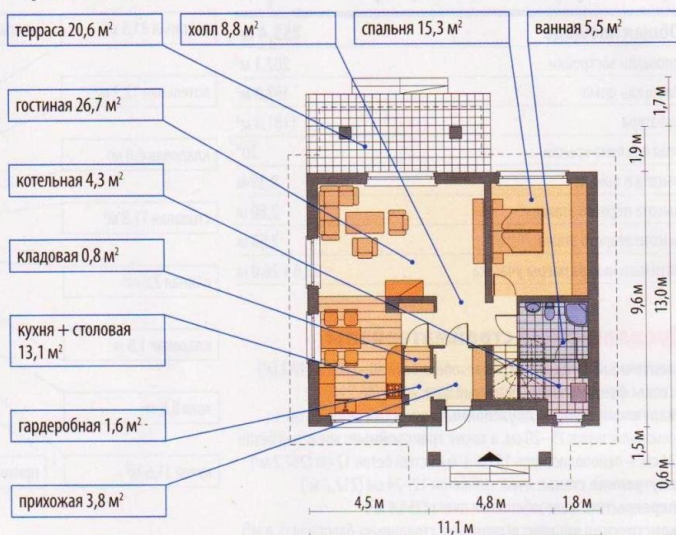 терраса 20,6 м²
холл 8,8 м²
спальня 15,3 м²
ванная 5,5 м²
гостиная 26,7 м²
котельная 4,3 м²
кладовая 0,8 м²
кухня + столовая
13,1 м²
гардеробная 1,6 м²
прихожая 3,8 м²
1,7 м
1,9 м
9,6 м
13,0 м
1,5 м
0,6 м
4,5 м
4,8 м
1,8 м
11,1 м